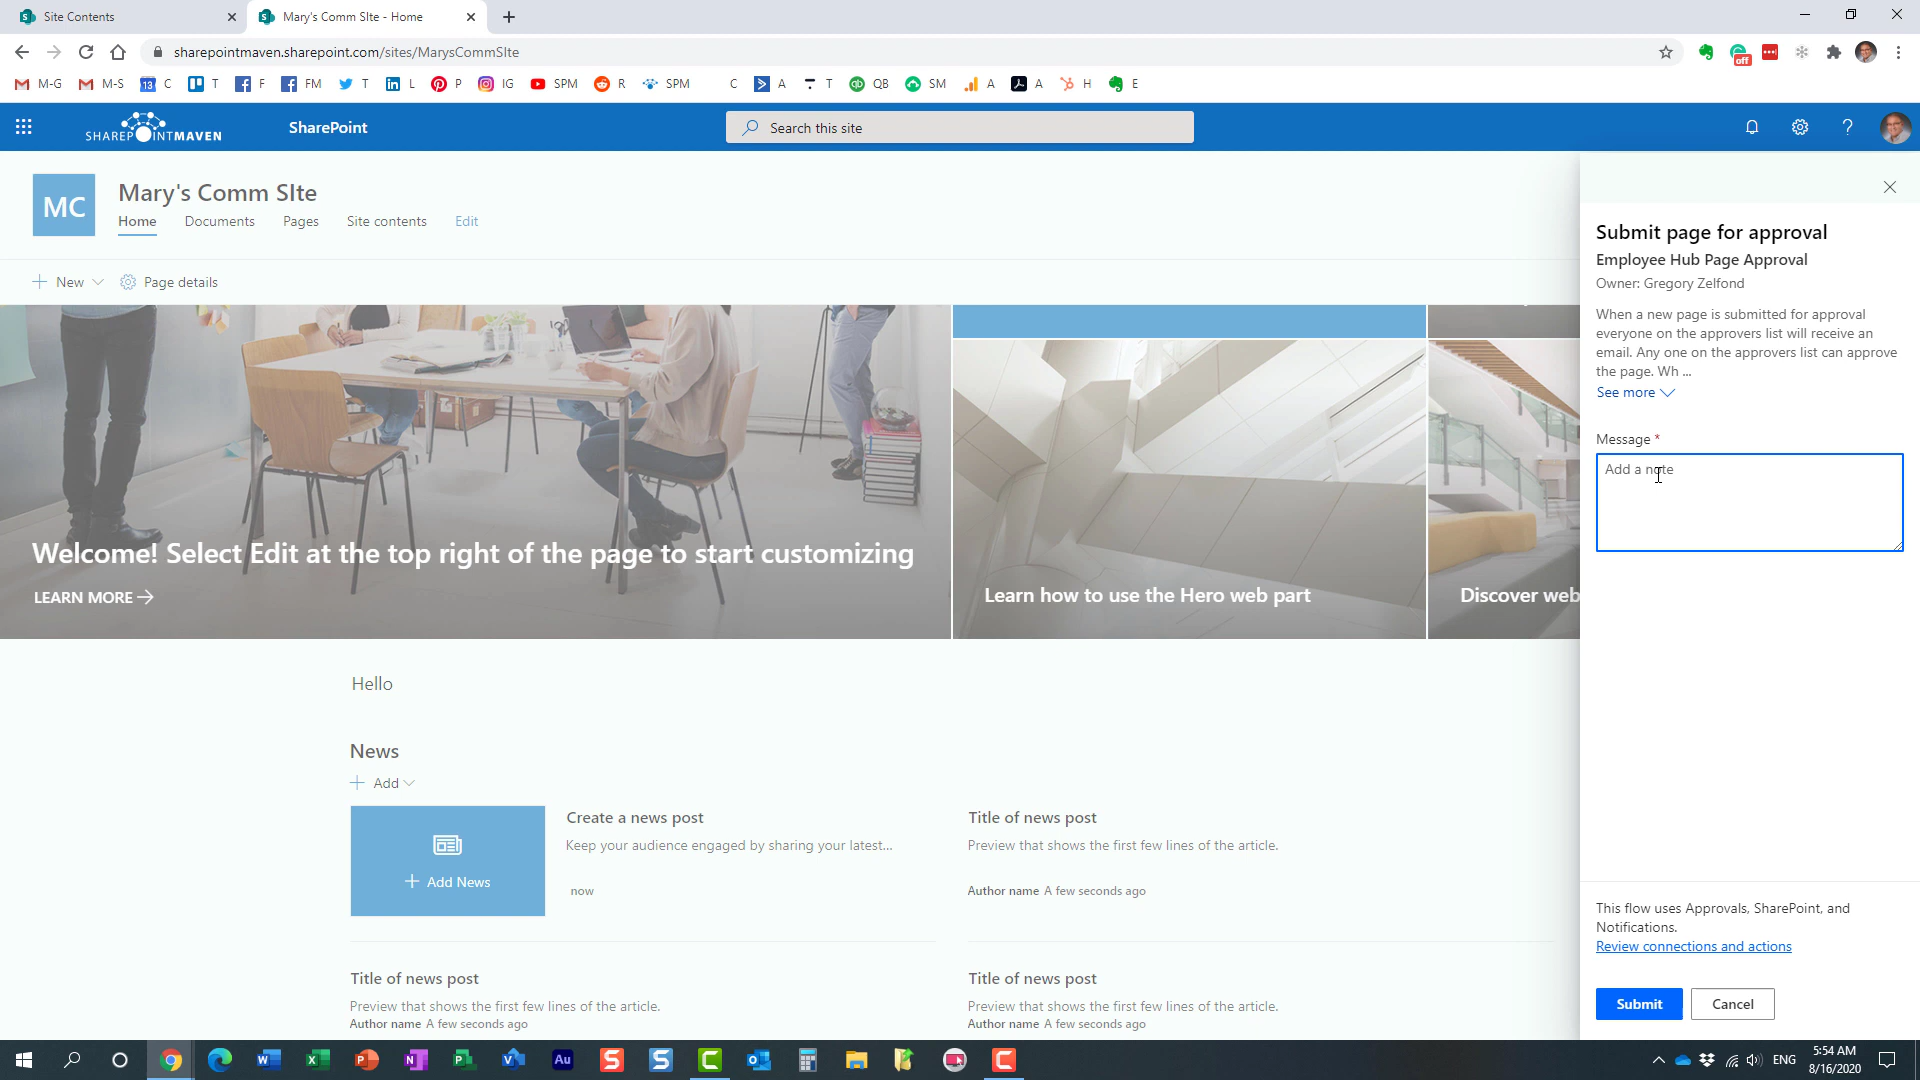 Site Contents
Mary's Comm SIte - Home
sharepointmaven.sharepoint.com/sites/MarysCommSIte
off
M-G
M-S
13
C
T
F
FM
T
L
P
IG
SPM
R
SPM
C
A
T
QB
SM
A
A
H
E
SHAREPOINTMAVEN
SharePoint
Search this site
MC
Mary's Comm SIte
Home
Documents
Pages
Site contents
Edit
New
Page details
Welcome! Select Edit at the top right of the page to start customizing
LEARN MORE
Learn how to use the Hero web part
Discover web
Hello
News
Add
Add News
Create a news post
Keep your audience engaged by sharing your latest...
now
Title of news post
Preview that shows the first few lines of the article.
Author name A few seconds ago
Title of news post
Preview that shows the first few lines of the article.
Author name A few seconds ago
Title of news post
Preview that shows the first few lines of the article.
Author name A few seconds ago
Submit page for approval
Employee Hub Page Approval
Owner: Gregory Zelfond
When a new page is submitted for approval
everyone on the approvers list will receive an
email. Any one on the approvers list can approve
the page. Wh ...
See more
Message *
Add a note
This flow uses Approvals, SharePoint, and
Notifications.
Review connections and actions
Submit
Cancel
ENG
5:54 AM
8/16/2020